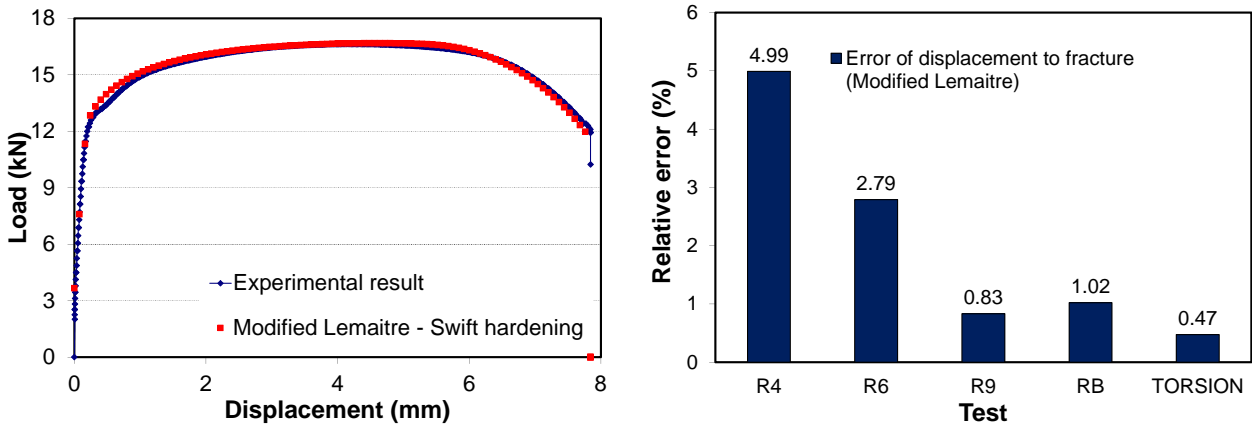 18
15
12
9
6
3
0
Load (kN)
Experimental result
Modified Lemaitre - Swift hardening
0 2 4 6 8
Displacement (mm)
6
5
4
3
2
1
0
Relative error (%)
Error of displacement to fracture
(Modified Lemaitre)
4.99
2.79
0.83
1.02
0.47
R4 R6 R9 RB TORSION
Test